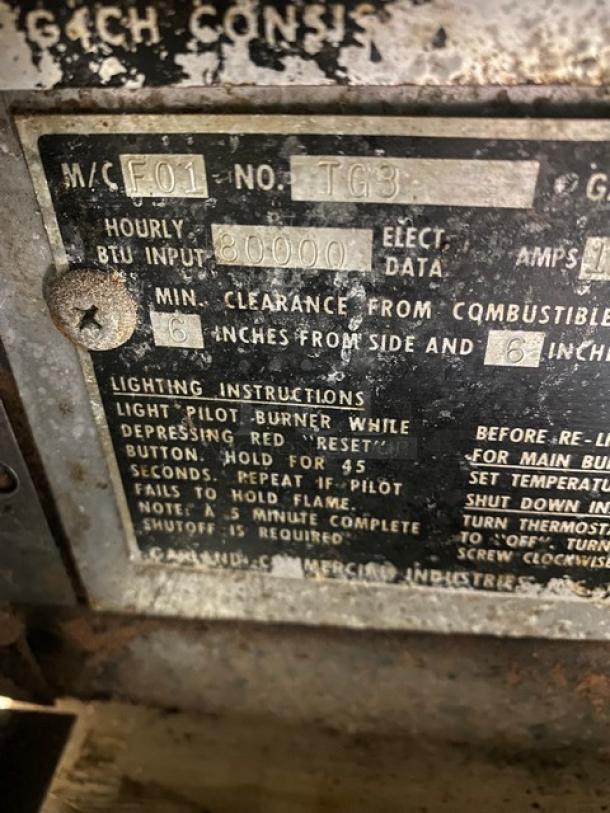 G4CH CONSIS
M/C F01 NO. TG3 G
HOURLY BTU INPUT 80000 ELECT. DATA AMPS 1
MIN. CLEARANCE FROM COMBUSTIBLE
6 INCHES FROM SIDE AND 6 INCH
LIGHTING INSTRUCTIONS
LIGHT PILOT BURNER WHILE
DEPRESSING RED "RESET"
BUTTON. HOLD FOR 45
SECONDS. REPEAT IF PILOT
FAILS TO HOLD FLAME.
NOTE: A 5 MINUTE COMPLETE
SHUTOFF IS REQUIRED
BEFORE RE-LI
FOR MAIN BU
SET TEMPERATU
SHUT DOWN IN
TURN THERMOSTA
TO "OFF". TURN
SCREW CLOCKWISE
GARLAND COMMERCIAL INDUSTRIES